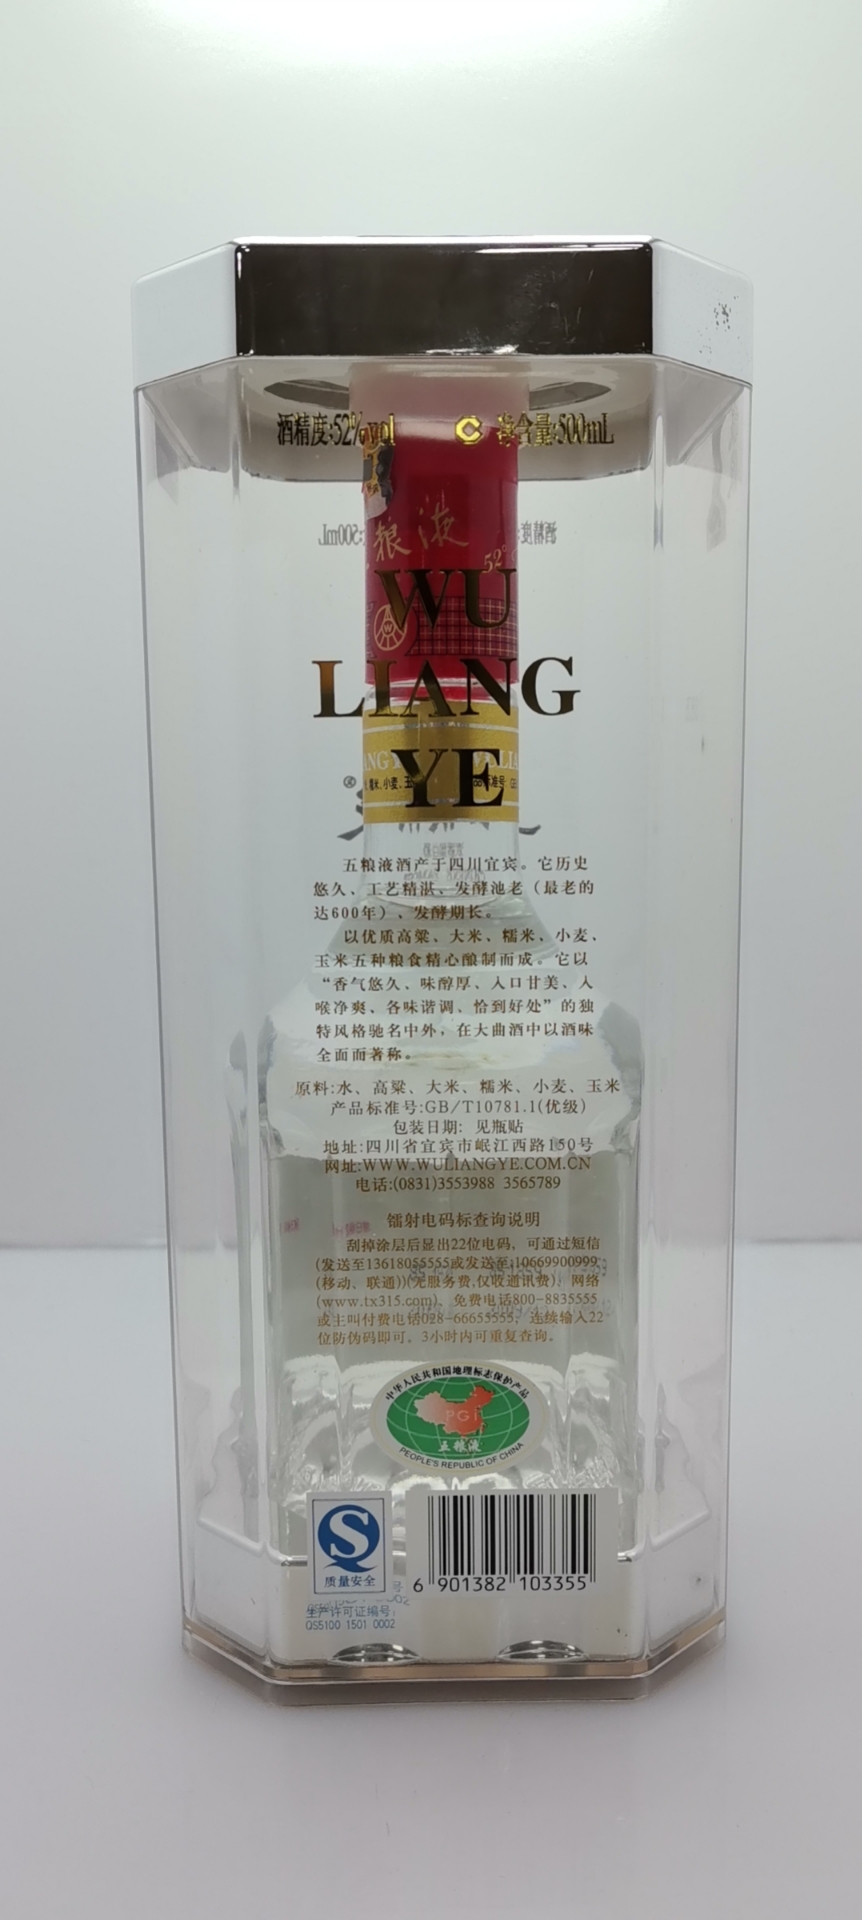 酒精度:52%vol C 净含量:500mL
粮液
52°
WU
LIANG
YE
五粮液酒产于四川宜宾。它历史
悠久、工艺精湛、发酵池老（最老的
达600年）、发酵期长。
以优质高粱、大米、糯米、小麦、
玉米五种粮食精心酿制而成。它以
“香气悠久、味醇厚、入口甘美、入
喉净爽、各味谐调、恰到好处”的独
特风格驰名中外，在大曲酒中以酒味
全面而著称。
原料:水、高粱、大米、糯米、小麦、玉米
产品标准号:GB/T10781.1(优级)
包装日期: 见瓶贴
地址:四川省宜宾市岷江西路150号
网址:WWW.WULIANGYE.COM.CN
电话:(0831)3553988 3565789
镭射电码标查询说明
刮掉涂层后显出22位电码，可通过短信
(发送至13618055555或发送至:10669900999
(移动、联通))(无服务费,仅收通讯费)、网络
(www.tx315.com)、免费电话800-8835555
或主叫付费电话028-66655555，连续输入22
位防伪码即可。3小时内可重复查询。
中华人民共和国地理标志保护产品
PGI
五粮液
PEOPLE'S REPUBLIC OF CHINA
质量安全
生产许可证编号:
QS5100 1501 0002
6 901382 103355